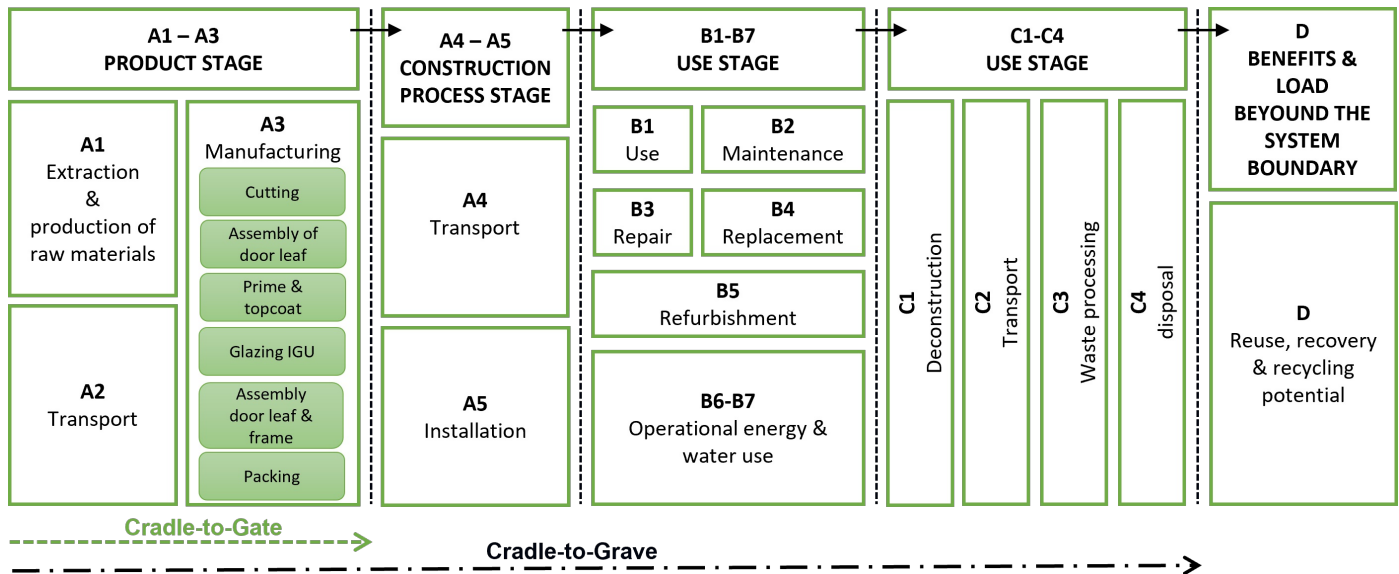 A1 – A3
PRODUCT STAGE
A1
Extraction
&
production of
raw materials
A2
Transport
A3
Manufacturing
Cutting
Assembly of
door leaf
Prime &
topcoat
Glazing IGU
Assembly
door leaf &
frame
Packing
A4 – A5
CONSTRUCTION
PROCESS STAGE
A4
Transport
A5
Installation
B1-B7
USE STAGE
B1
Use
B2
Maintenance
B3
Repair
B4
Replacement
B5
Refurbishment
B6-B7
Operational energy &
water use
C1-C4
USE STAGE
C1
Deconstruction
C2
Transport
C3
Waste processing
C4
disposal
D
BENEFITS &
LOAD
BEYOUND THE
SYSTEM
BOUNDARY
D
Reuse, recovery
& recycling
potential
Cradle-to-Gate
Cradle-to-Grave